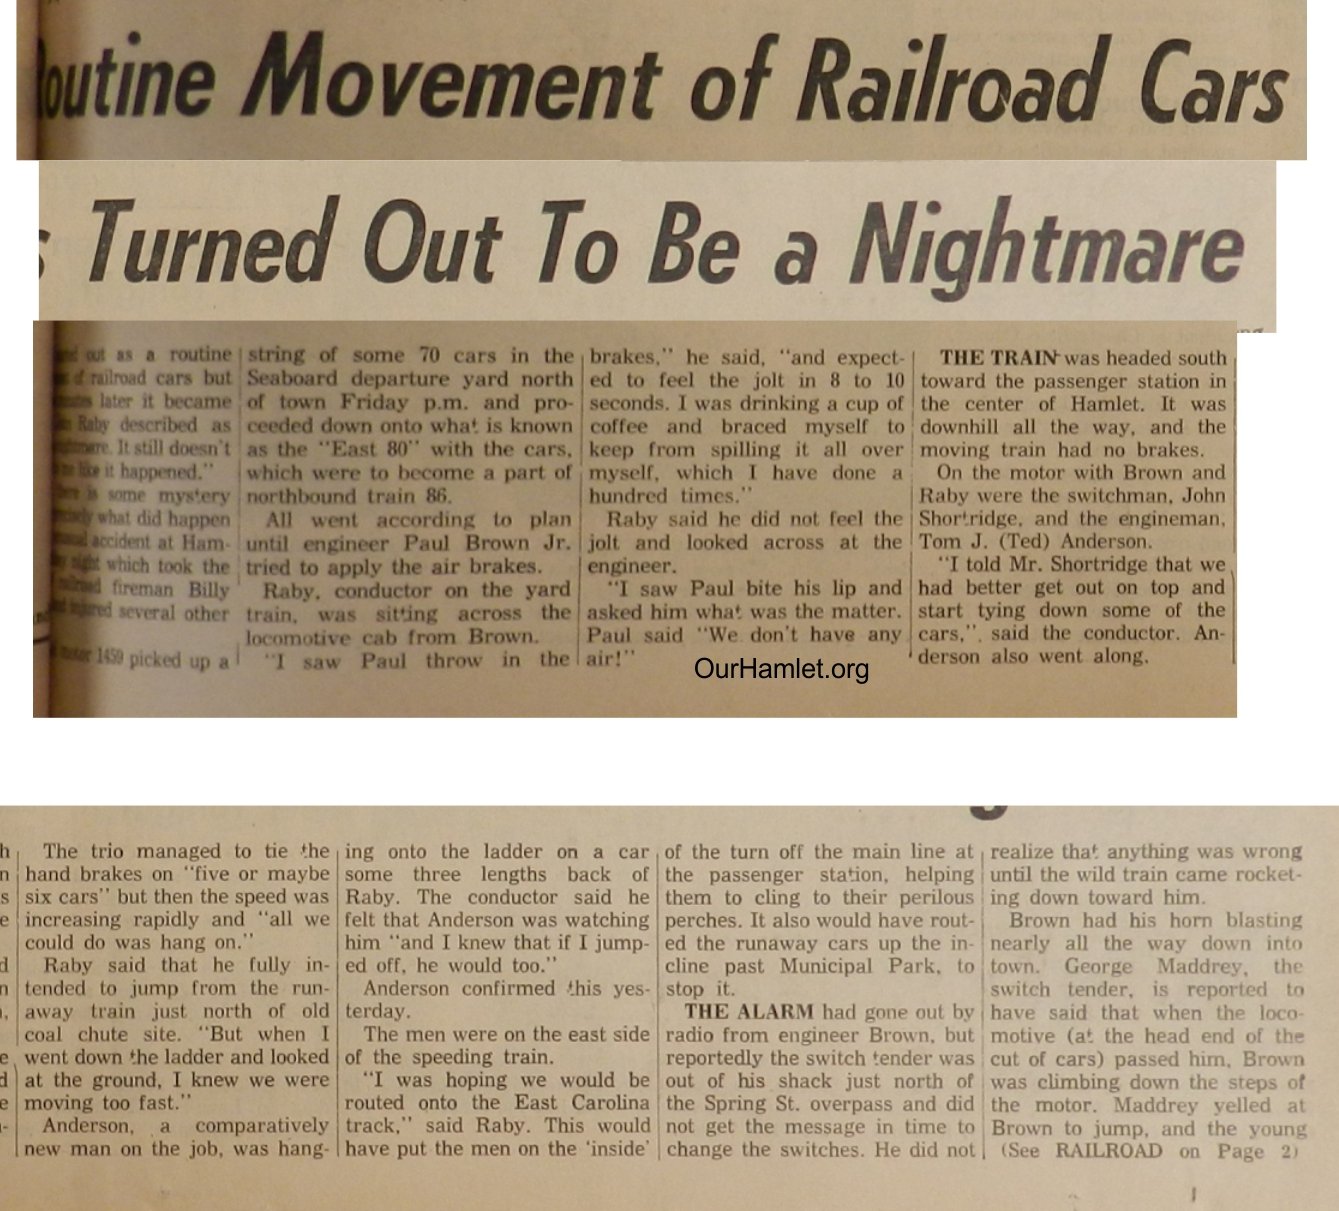 outine Movement of Railroad Cars
s Turned Out To Be a Nightmare
out as a routine
of railroad cars but
later it became
Raby described as
It still doesn't
like it happened."
is some mystery
what did happen
accident at Ham-
night which took the
railroad fireman Billy
injured several other
motor 1459 picked up a
string of some 70 cars in the
Seaboard departure yard north
of town Friday p.m. and pro-
ceeded down onto what is known
as the "East 80" with the cars,
which were to become a part of
northbound train 86.
All went according to plan
until engineer Paul Brown Jr.
tried to apply the air brakes.
Raby, conductor on the yard
train, was sitting across the
locomotive cab from Brown.
"I saw Paul throw in the
brakes," he said, "and expect-
ed to feel the jolt in 8 to 10
seconds. I was drinking a cup of
coffee and braced myself to
keep from spilling it all over
myself, which I have done a
hundred times."
Raby said he did not feel the
jolt and looked across at the
engineer.
"I saw Paul bite his lip and
asked him what was the matter.
Paul said "We don't have any
air!"
THE TRAIN was headed south
toward the passenger station in
the center of Hamlet. It was
downhill all the way, and the
moving train had no brakes.
On the motor with Brown and
Raby were the switchman, John
Shortridge, and the engineman,
Tom J. (Ted) Anderson.
"I told Mr. Shortridge that we
had better get out on top and
start tying down some of the
cars,". said the conductor. An-
derson also went along.
OurHamlet.org
The trio managed to tie the
hand brakes on "five or maybe
six cars" but then the speed was
increasing rapidly and "all we
could do was hang on."
Raby said that he fully in-
tended to jump from the run-
away train just north of old
coal chute site. "But when I
went down the ladder and looked
at the ground, I knew we were
moving too fast."
Anderson, a comparatively
new man on the job, was hang-
ing onto the ladder on a car
some three lengths back of
Raby. The conductor said he
felt that Anderson was watching
him "and I knew that if I jump-
ed off, he would too."
Anderson confirmed this yes-
terday.
The men were on the east side
of the speeding train.
"I was hoping we would be
routed onto the East Carolina
track," said Raby. This would
have put the men on the 'inside'
of the turn off the main line at
the passenger station, helping
them to cling to their perilous
perches. It also would have rout-
ed the runaway cars up the in-
cline past Municipal Park, to
stop it.
THE ALARM had gone out by
radio from engineer Brown, but
reportedly the switch tender was
out of his shack just north of
the Spring St. overpass and did
not get the message in time to
change the switches. He did not
realize that anything was wrong
until the wild train came rocket-
ing down toward him.
Brown had his horn blasting
nearly all the way down into
town. George Maddrey, the
switch tender, is reported to
have said that when the loco-
motive (at the head end of the
cut of cars) passed him, Brown
was climbing down the steps of
the motor. Maddrey yelled at
Brown to jump, and the young
(See RAILROAD on Page 2)